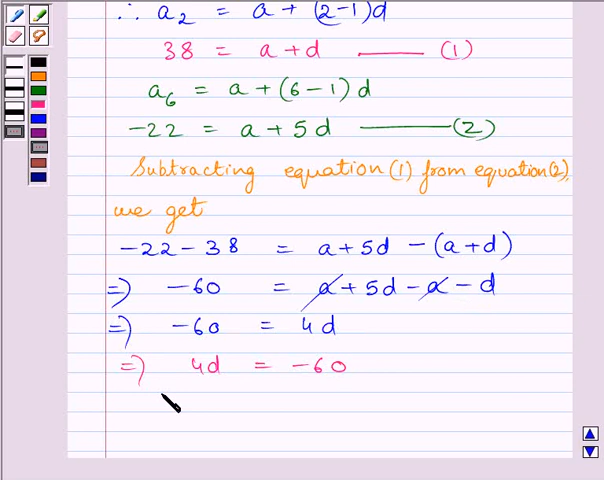 ∴ a₂ = a + (2-1)d
38 = a + d ——— (1)
a₆ = a + (6-1)d
-22 = a + 5d ——— (2)
Subtracting equation (1) from equation (2),
we get
-22 - 38 = a + 5d - (a + d)
⇒) -60 = a + 5d - a - d
⇒) -60 = 4d
⇒) 4d = -60